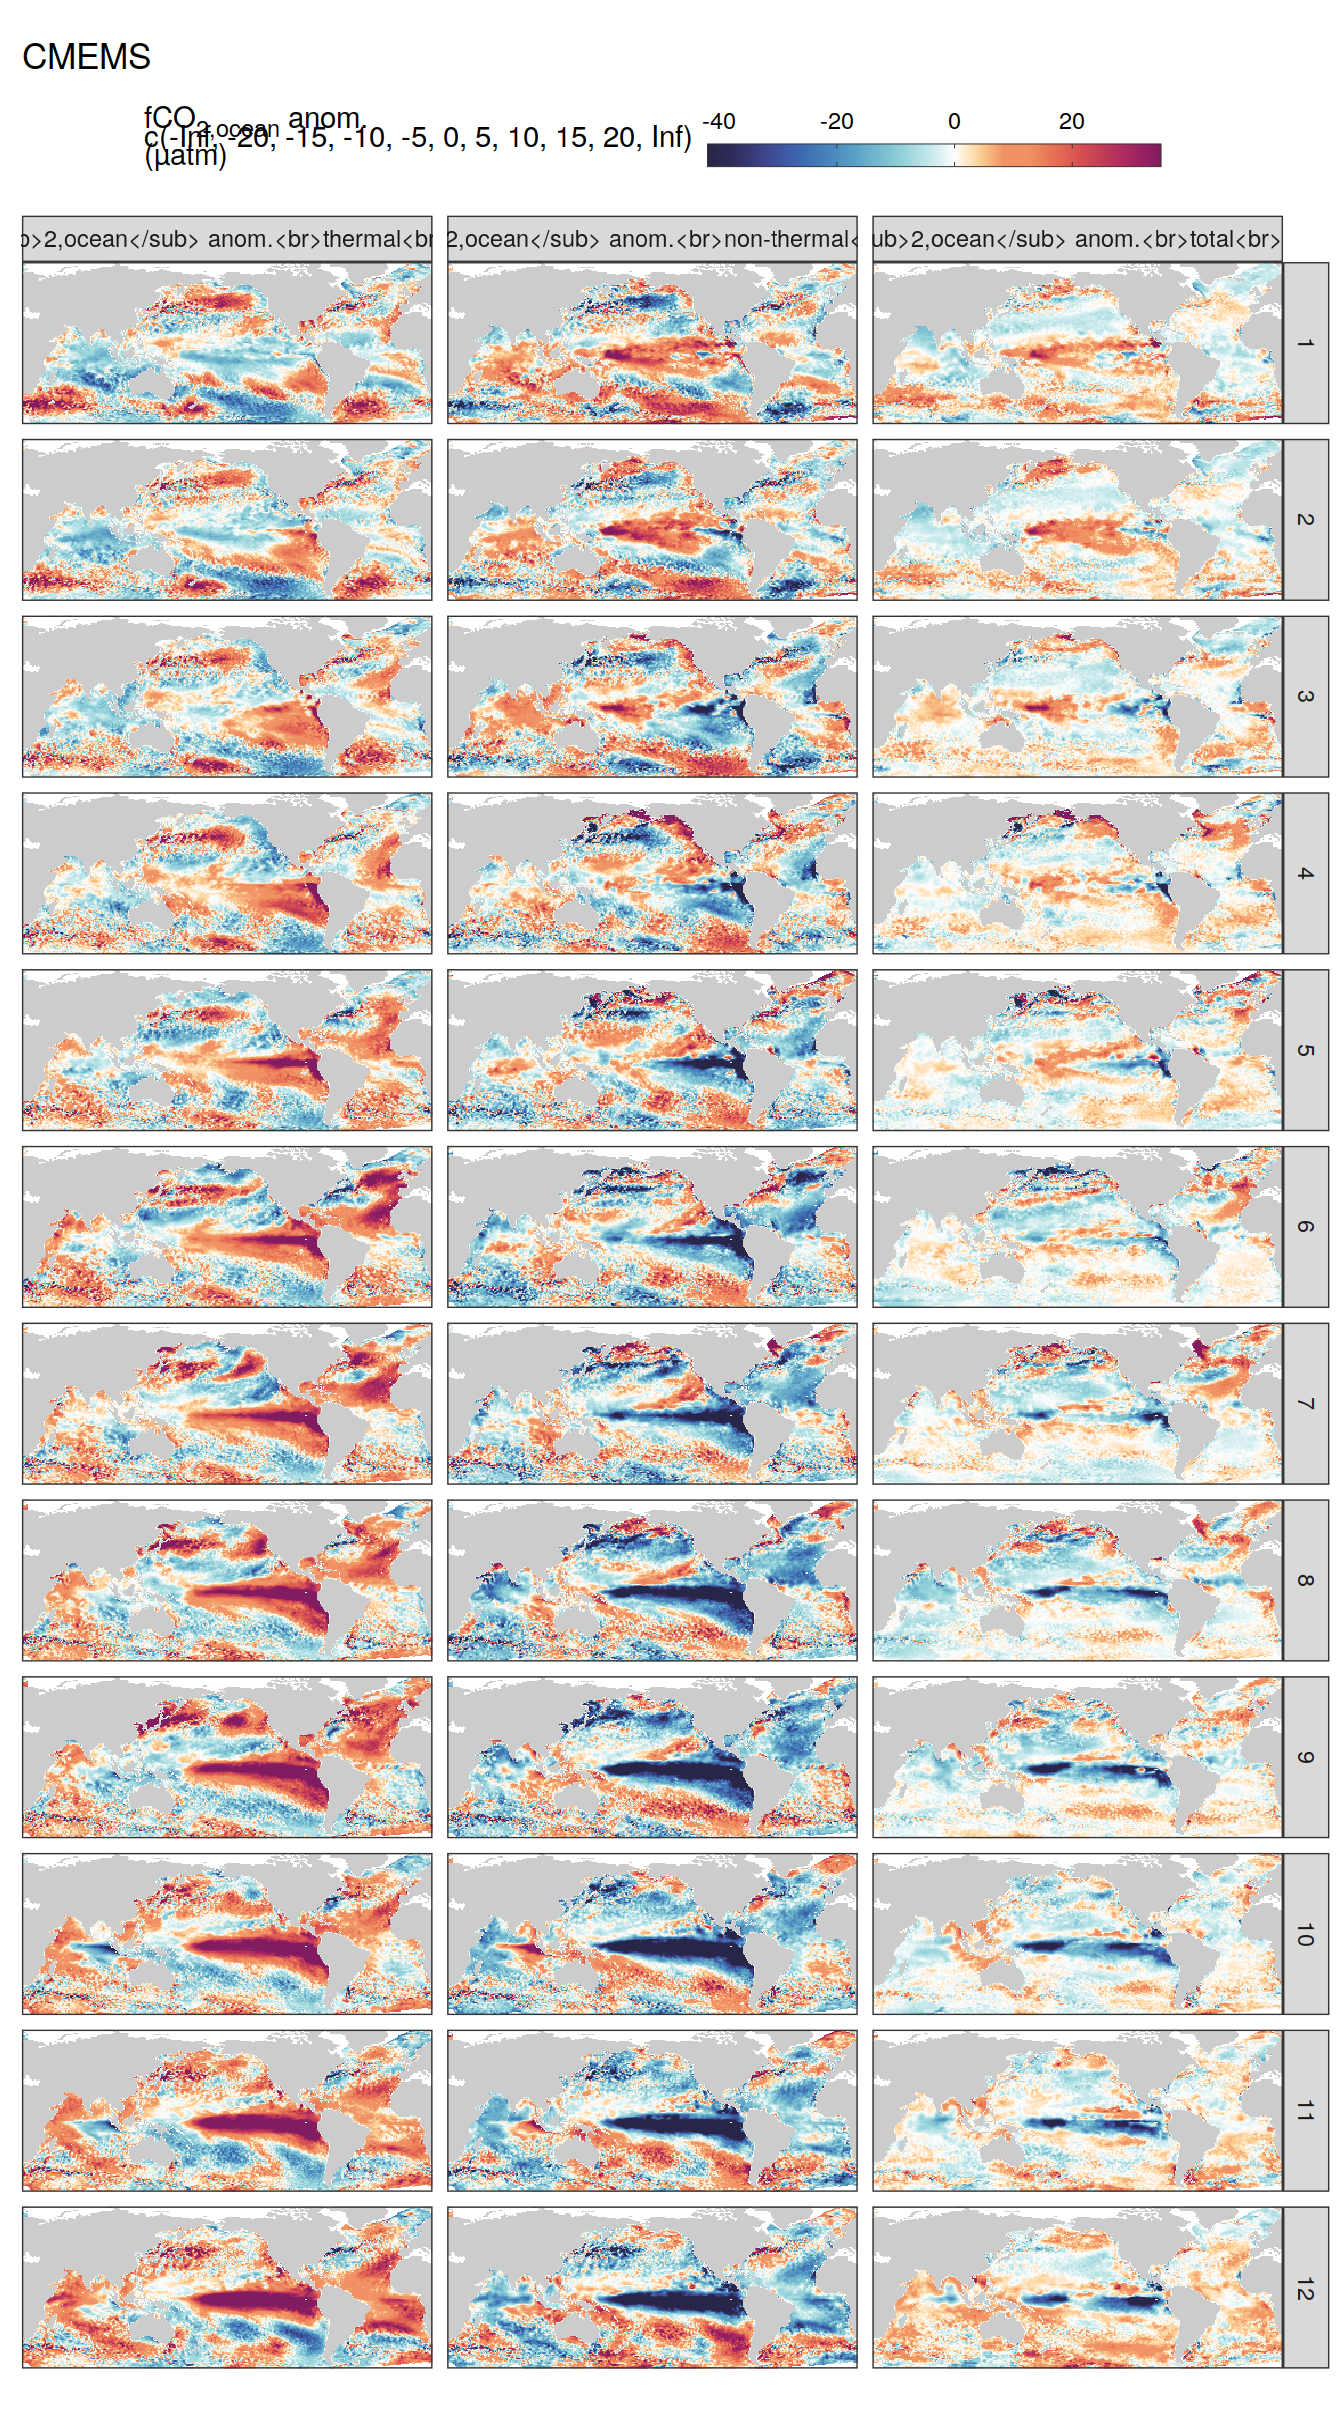 CMEMS
fCO2,ocean anom.
c(-Inf, -20, -15, -10, -5, 0, 5, 10, 15, 20, Inf)
(µatm)
-40 -20 0 20
b>2,ocean</sub> anom.<br>thermal<br
2,ocean</sub> anom.<br>non-thermal<
ub>2,ocean</sub> anom.<br>total<br>
1
2
3
4
5
6
7
8
9
10
11
12